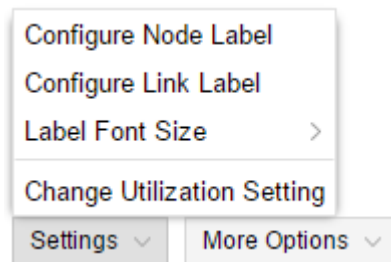 Configure Node Label
Configure Link Label
Label Font Size
Change Utilization Setting
Settings More Options